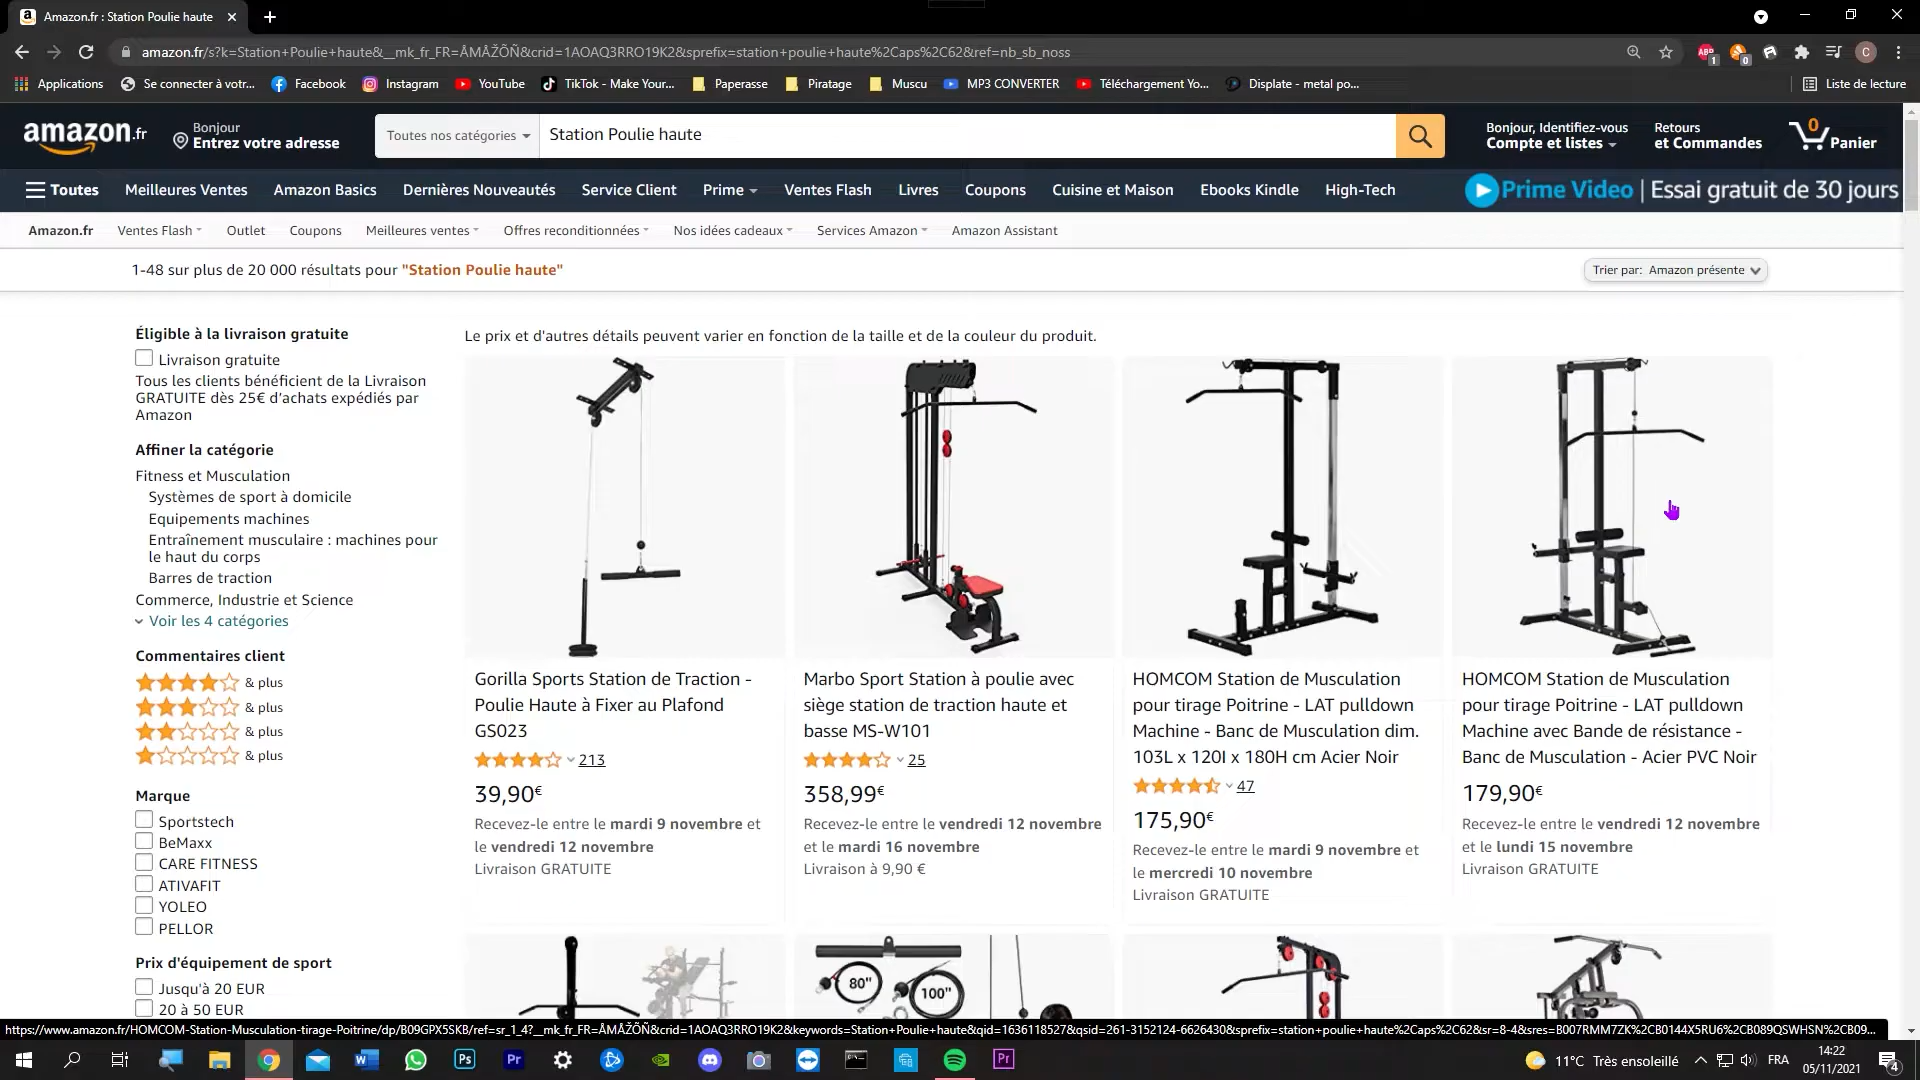 Amazon.fr : Station Poulie haute
amazon.fr/s?k=Station+Poulie+haute&__mk_fr_FR=ÅMÅŽÕÑ&crid=1AOAQ3RRO19K2&sprefix=station+poulie+haute%2Caps%2C62&ref=nb_sb_noss
ABP 1 0 C
Applications Se connecter à votr... Facebook Instagram YouTube TikTok - Make Your... Paperasse Piratage Muscu MP3 CONVERTER Téléchargement Yo... Displate - metal po... Liste de lecture
amazon.fr
Bonjour
Entrez votre adresse
Toutes nos catégories
Station Poulie haute
Bonjour, Identifiez-vous
Compte et listes
Retours
et Commandes
0
Panier
Toutes Meilleures Ventes Amazon Basics Dernières Nouveautés Service Client Prime Ventes Flash Livres Coupons Cuisine et Maison Ebooks Kindle High-Tech Prime Video | Essai gratuit de 30 jours
Amazon.fr Ventes Flash Outlet Coupons Meilleures ventes Offres reconditionnées Nos idées cadeaux Services Amazon Amazon Assistant
1-48 sur plus de 20 000 résultats pour "Station Poulie haute"
Trier par: Amazon présente
Éligible à la livraison gratuite
Livraison gratuite
Tous les clients bénéficient de la Livraison
GRATUITE dès 25€ d'achats expédiés par
Amazon
Affiner la catégorie
Fitness et Musculation
Systèmes de sport à domicile
Equipements machines
Entraînement musculaire : machines pour
le haut du corps
Barres de traction
Commerce, Industrie et Science
Voir les 4 catégories
Commentaires client
& plus
& plus
& plus
& plus
Marque
Sportstech
BeMaxx
CARE FITNESS
ATIVAFIT
YOLEO
PELLOR
Prix d'équipement de sport
Jusqu'à 20 EUR
20 à 50 EUR
Le prix et d'autres détails peuvent varier en fonction de la taille et de la couleur du produit.
Gorilla Sports Station de Traction -
Poulie Haute à Fixer au Plafond
GS023
213
39,90€
Recevez-le entre le mardi 9 novembre et
le vendredi 12 novembre
Livraison GRATUITE
Marbo Sport Station à poulie avec
siège station de traction haute et
basse MS-W101
25
358,99€
Recevez-le entre le vendredi 12 novembre
et le mardi 16 novembre
Livraison à 9,90 €
HOMCOM Station de Musculation
pour tirage Poitrine - LAT pulldown
Machine - Banc de Musculation dim.
103L x 120l x 180H cm Acier Noir
47
175,90€
Recevez-le entre le mardi 9 novembre et
le mercredi 10 novembre
Livraison GRATUITE
HOMCOM Station de Musculation
pour tirage Poitrine - LAT pulldown
Machine avec Bande de résistance -
Banc de Musculation - Acier PVC Noir
179,90€
Recevez-le entre le vendredi 12 novembre
et le lundi 15 novembre
Livraison GRATUITE
80" 100"
https://www.amazon.fr/HOMCOM-Station-Musculation-tirage-Poitrine/dp/B09GPX5SKB/ref=sr_1_4?__mk_fr_FR=ÅMÅŽÕÑ&crid=1AOAQ3RRO19K2&keywords=Station+Poulie+haute&qid=1636118527&qsid=261-3152124-6626430&sprefix=station+poulie+haute%2Caps%2C62&sr=8-4&sres=B007RMM7ZK%2CB0144X5RU6%2CB089QSWHSN%2CB09...
W Ps Pr Pr
11°C Très ensoleillé FRA
14:22
05/11/2021
4